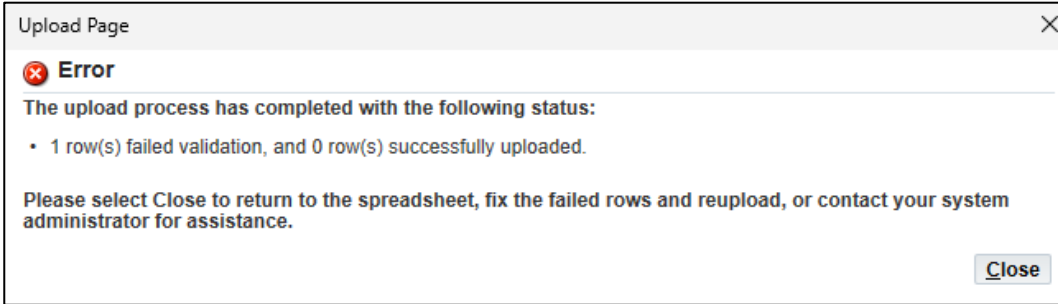 Upload Page
Error
The upload process has completed with the following status:
• 1 row(s) failed validation, and 0 row(s) successfully uploaded.
Please select Close to return to the spreadsheet, fix the failed rows and reupload, or contact your system
administrator for assistance.
Close